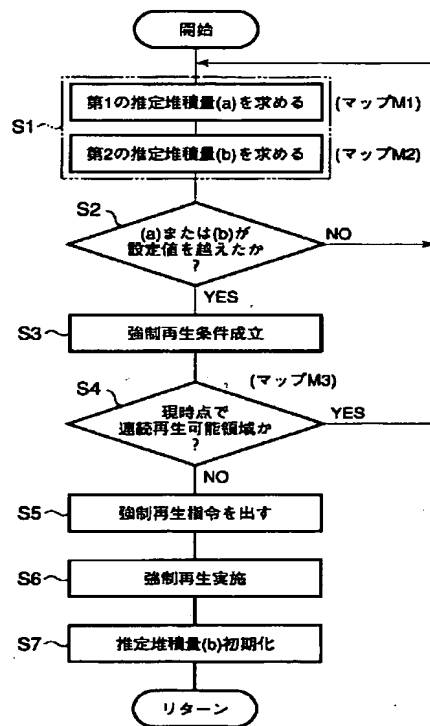 開始
S1
第1の推定堆積量(a)を求める
(マップM1)
第2の推定堆積量(b)を求める
(マップM2)
S2
(a)または(b)が
設定値を越えたか
?
NO
YES
S3
強制再生条件成立
(マップM3)
S4
現時点で
連続再生可能領域か
?
YES
NO
S5
強制再生指令を出す
S6
強制再生実施
S7
推定堆積量(b)初期化
リターン